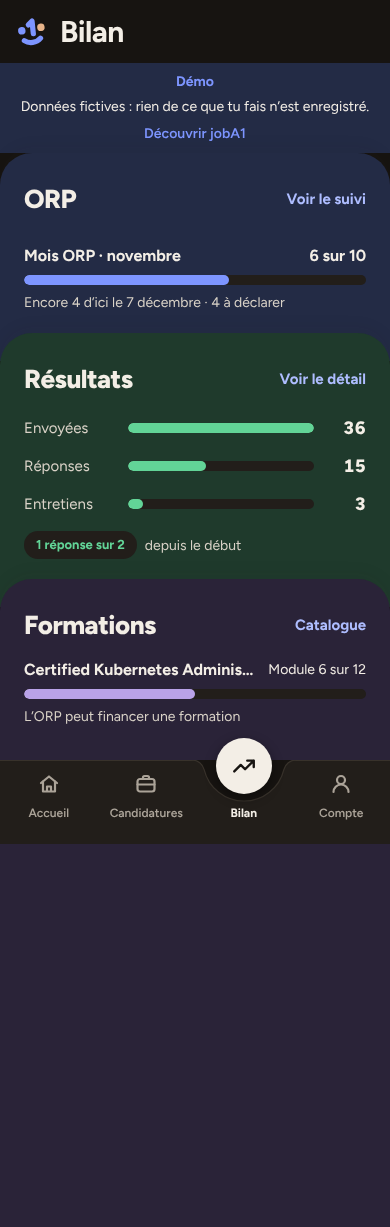 Bilan
Démo
Données fictives : rien de ce que tu fais n’est enregistré.
Découvrir jobA1
ORP
Voir le suivi
Mois ORP · novembre
6 sur 10
Encore 4 d’ici le 7 décembre · 4 à déclarer
Résultats
Voir le détail
Envoyées
36
Réponses
15
Entretiens
3
1 réponse sur 2
depuis le début
Formations
Catalogue
Certified Kubernetes Adminis...
Module 6 sur 12
L’ORP peut financer une formation
Accueil
Candidatures
Bilan
Compte